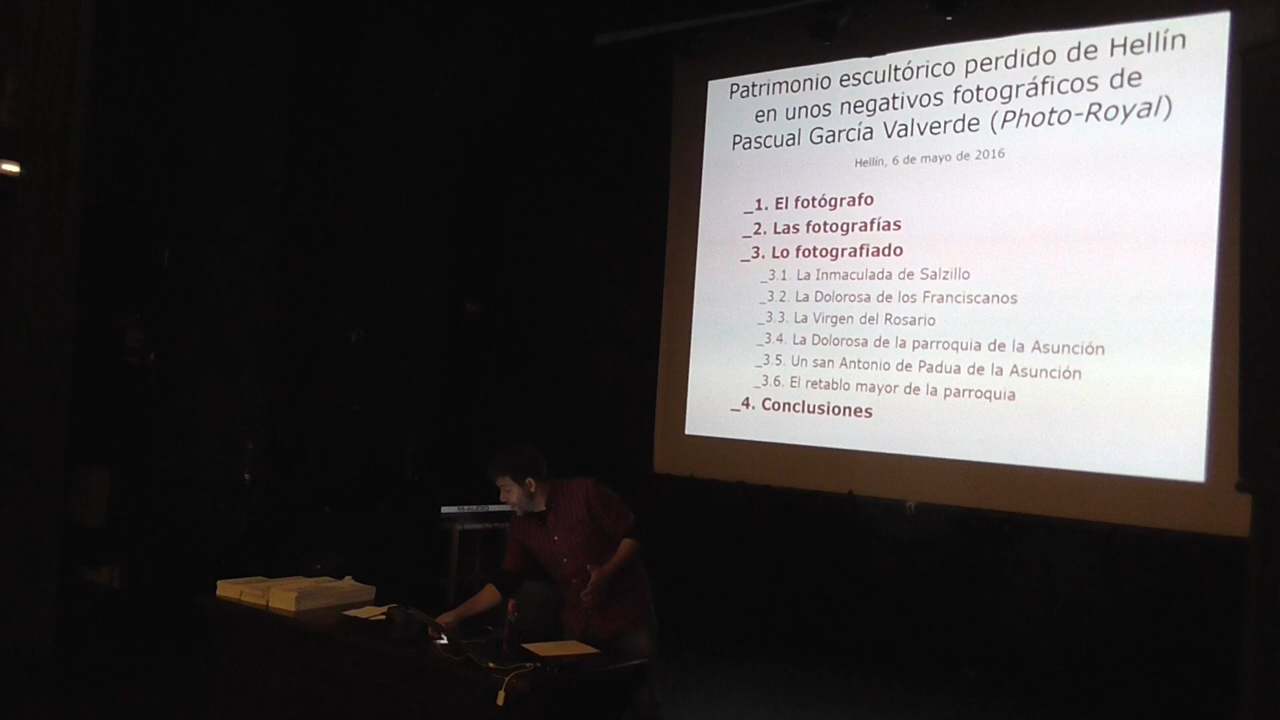 Patrimonio escultórico perdido de Hellín
en unos negativos fotográficos de
Pascual García Valverde (Photo-Royal)
Hellín, 6 de mayo de 2016
_1. El fotógrafo
_2. Las fotografías
_3. Lo fotografiado
_3.1. La Inmaculada de Salzillo
_3.2. La Dolorosa de los Franciscanos
_3.3. La Virgen del Rosario
_3.4. La Dolorosa de la parroquia de la Asunción
_3.5. Un san Antonio de Padua de la Asunción
_3.6. El retablo mayor de la parroquia
_4. Conclusiones